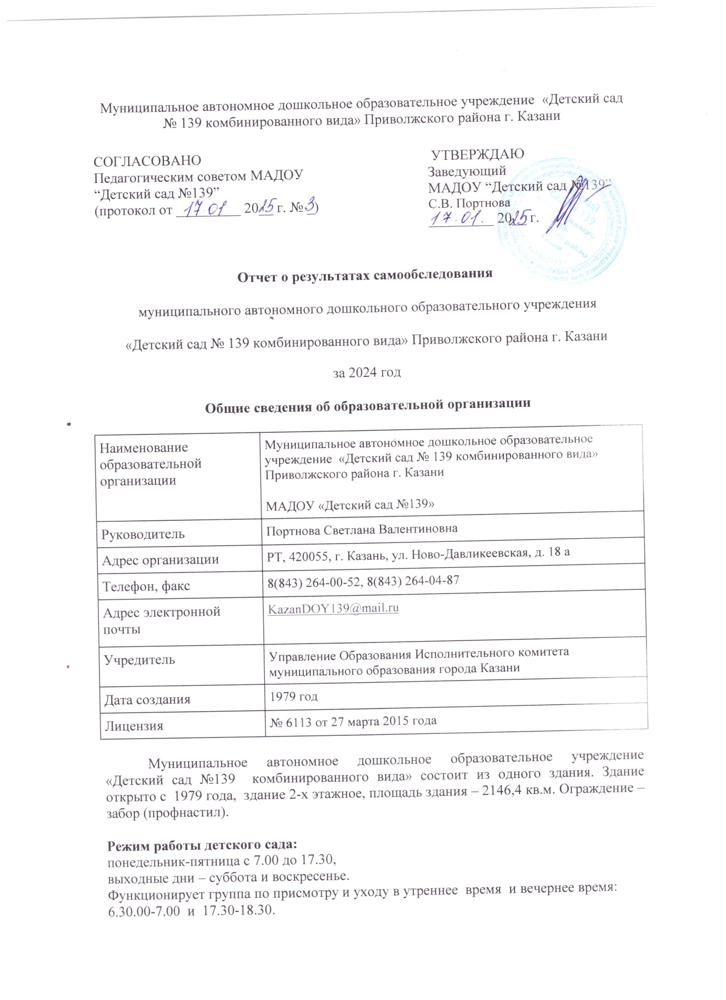 Муниципальное автономное дошкольное образовательное учреждение «Детский сад
№ 139 комбинированного вида» Приволжского района г. Казани
СОГЛАСОВАНО
Педагогическим советом МАДОУ
“Детский сад №139”
(протокол от 17.01 2025 г. № 3)
УТВЕРЖДАЮ
Заведующий
МАДОУ “Детский сад №139”
С.В. Портнова
17.01. 2025 г.
Отчет о результатах самообследования
муниципального автономного дошкольного образовательного учреждения
«Детский сад № 139 комбинированного вида» Приволжского района г. Казани
за 2024 год
Общие сведения об образовательной организации
Наименование
образовательной
организации
Муниципальное автономное дошкольное образовательное
учреждение «Детский сад № 139 комбинированного вида»
Приволжского района г. Казани
МАДОУ «Детский сад №139»
Руководитель
Портнова Светлана Валентиновна
Адрес организации
РТ, 420055, г. Казань, ул. Ново-Давликеевская, д. 18 а
Телефон, факс
8(843) 264-00-52, 8(843) 264-04-87
Адрес электронной
почты
KazanDOY139@mail.ru
Учредитель
Управление Образования Исполнительного комитета
муниципального образования города Казани
Дата создания
1979 год
Лицензия
№ 6113 от 27 марта 2015 года
Муниципальное автономное дошкольное образовательное учреждение
«Детский сад №139 комбинированного вида» состоит из одного здания. Здание
открыто с 1979 года, здание 2-х этажное, площадь здания – 2146,4 кв.м. Ограждение –
забор (профнастил).
Режим работы детского сада:
понедельник-пятница с 7.00 до 17.30,
выходные дни – суббота и воскресенье.
Функционирует группа по присмотру и уходу в утреннее время и вечернее время:
6.30.00-7.00 и 17.30-18.30.